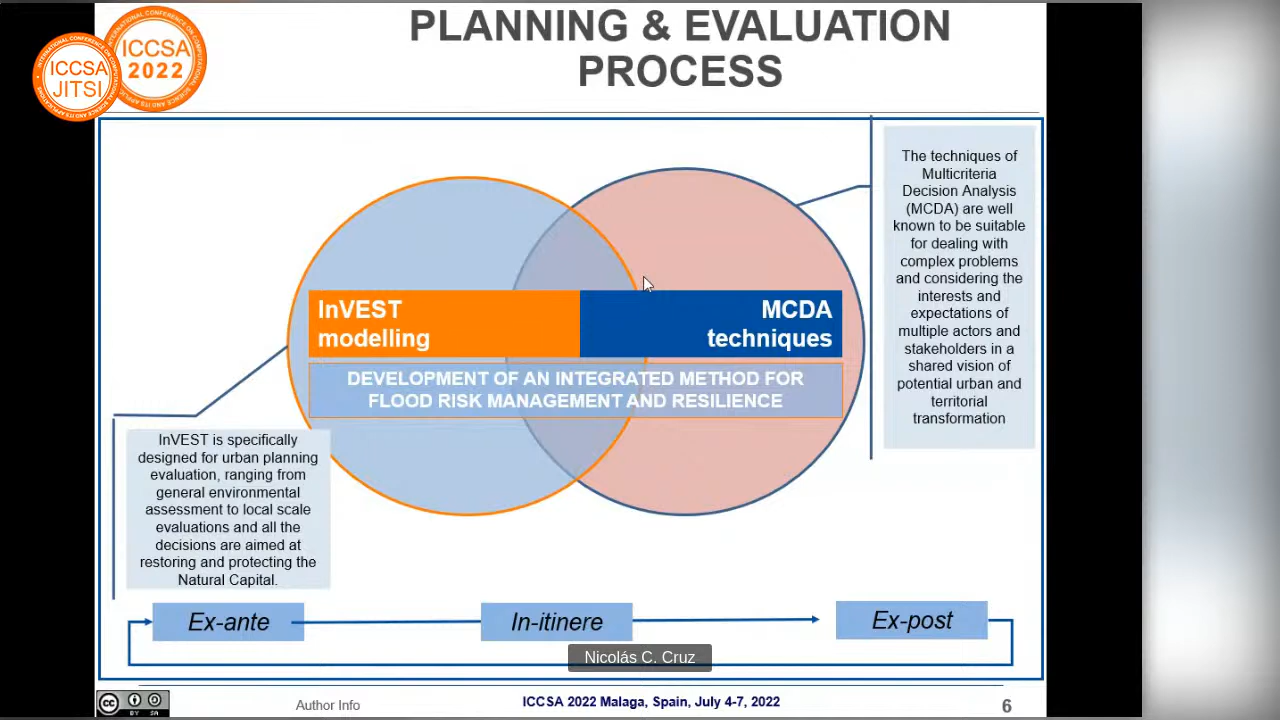 PLANNING & EVALUATION
PROCESS
ICCSA
JITSI
ICCSA
2022
The techniques of
Multicriteria
Decision Analysis
(MCDA) are well
known to be suitable
for dealing with
complex problems
and considering the
interests and
expectations of
multiple actors and
stakeholders in a
shared vision of
potential urban and
territorial
transformation
InVEST
modelling
MCDA
techniques
DEVELOPMENT OF AN INTEGRATED METHOD FOR
FLOOD RISK MANAGEMENT AND RESILIENCE
InVEST is specifically
designed for urban planning
evaluation, ranging from
general environmental
assessment to local scale
evaluations and all the
decisions are aimed at
restoring and protecting the
Natural Capital.
Ex-ante
In-itinere
Ex-post
Nicolás C. Cruz
cc
BY SA
Author Info
ICCSA 2022 Malaga, Spain, July 4-7, 2022
6